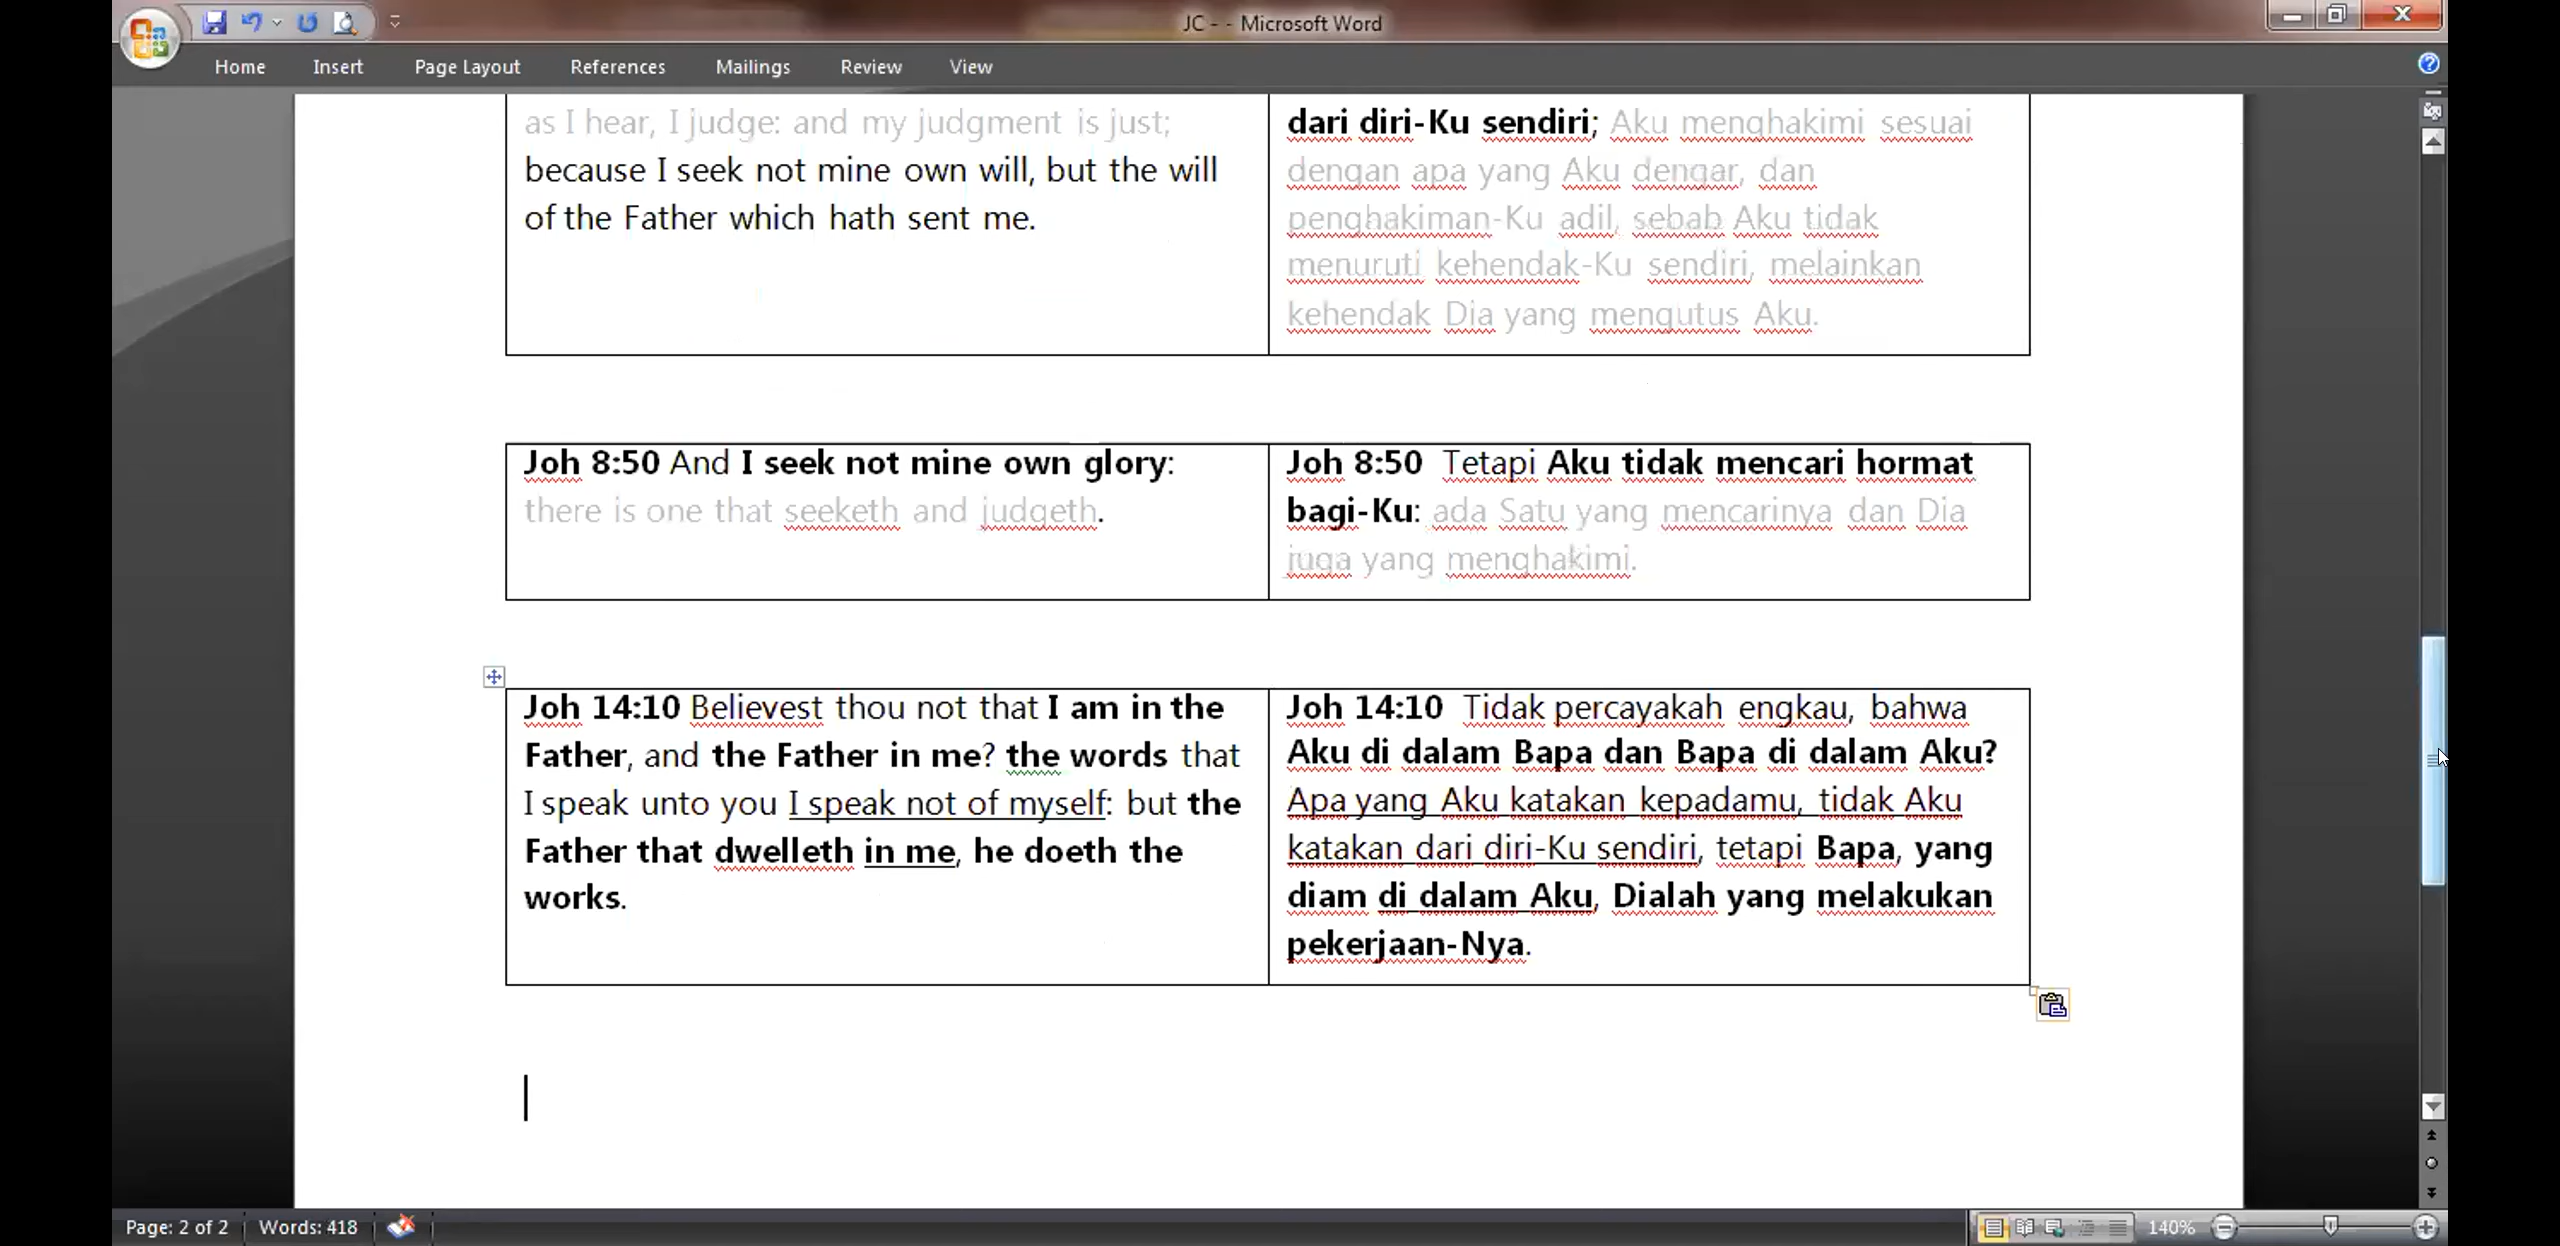 JC - - Microsoft Word
Home Insert Page Layout References Mailings Review View
as I hear, I judge: and my judgment is just;
because I seek not mine own will, but the will
of the Father which hath sent me.
dari diri-Ku sendiri; Aku menghakimi sesuai
dengan apa yang Aku dengar, dan
penghakiman-Ku adil, sebab Aku tidak
menuruti kehendak-Ku sendiri, melainkan
kehendak Dia yang mengutus Aku.
Joh 8:50 And I seek not mine own glory:
there is one that seeketh and judgeth.
Joh 8:50 Tetapi Aku tidak mencari hormat
bagi-Ku: ada Satu yang mencarinya dan Dia
juga yang menghakimi.
Joh 14:10 Believest thou not that I am in the
Father, and the Father in me? the words that
I speak unto you I speak not of myself: but the
Father that dwelleth in me, he doeth the
works.
Joh 14:10 Tidak percayakah engkau, bahwa
Aku di dalam Bapa dan Bapa di dalam Aku?
Apa yang Aku katakan kepadamu, tidak Aku
katakan dari diri-Ku sendiri, tetapi Bapa, yang
diam di dalam Aku, Dialah yang melakukan
pekerjaan-Nya.
Page: 2 of 2 Words: 418 140%